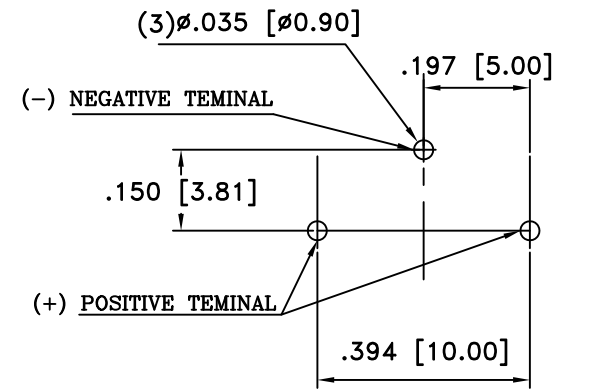 (3)ø.035 [ø0.90]
.197 [5.00]
(-) NEGATIVE TEMINAL
.150 [3.81]
(+) POSITIVE TEMINAL
.394 [10.00]